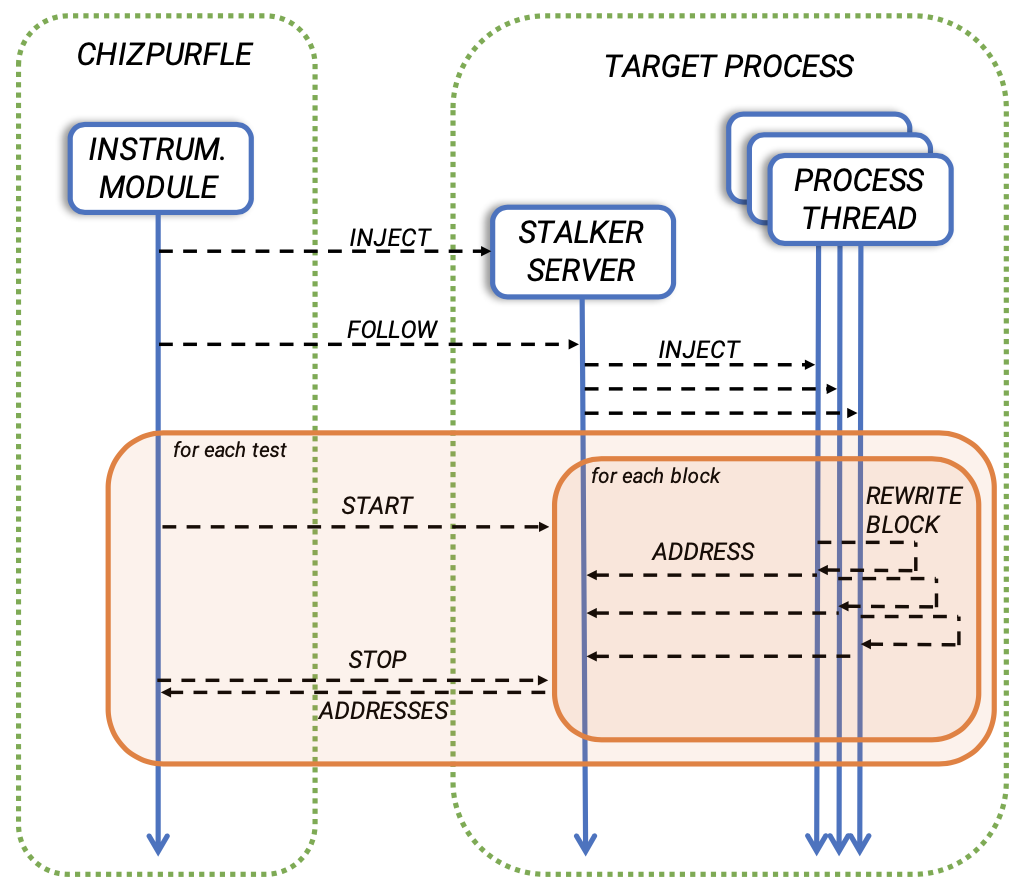 CHIZPURFLE
TARGET PROCESS
INSTRUM.
MODULE
PROCESS
THREAD
STALKER
SERVER
INJECT
FOLLOW
INJECT
for each test
for each block
START
REWRITE
BLOCK
ADDRESS
STOP
ADDRESSES